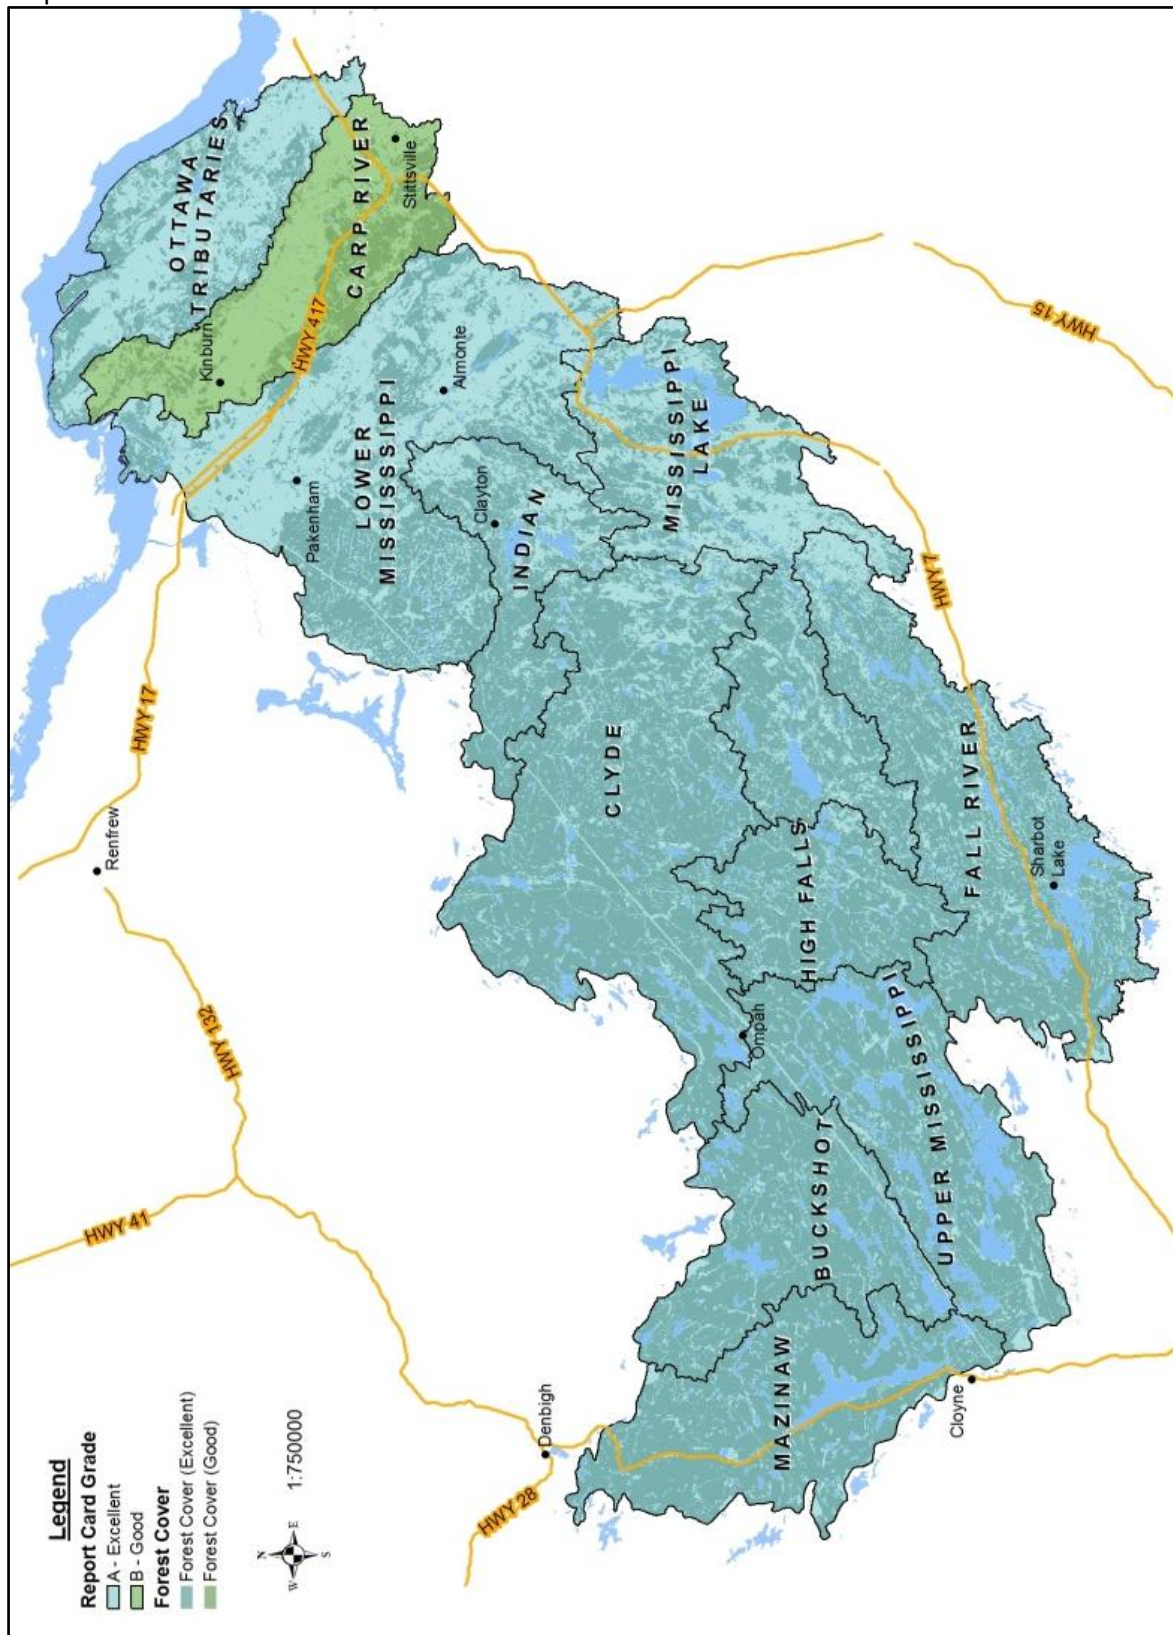 Legend
Report Card Grade
A - Excellent
B - Good
Forest Cover
Forest Cover (Excellent)
Forest Cover (Good)
N
W
E
S
1:750000
HWY 41
HWY 132
HWY 28
Denbigh
Renfrew
HWY 17
Cloyne
MAZINAW
BUCKSHOT
UPPER MISSISSIPPI
Ompah
HIGH FALLS
CLYDE
FALL RIVER
Sharbot
Lake
HWY 7
HWY 15
INDIAN
Clayton
MISSISSIPPI
LAKE
LOWER
MISSISSIPPI
Pakenham
Almonte
HWY 417
CARP RIVER
Kinburn
Stittsville
OTTAWA
TRIBUTARIES